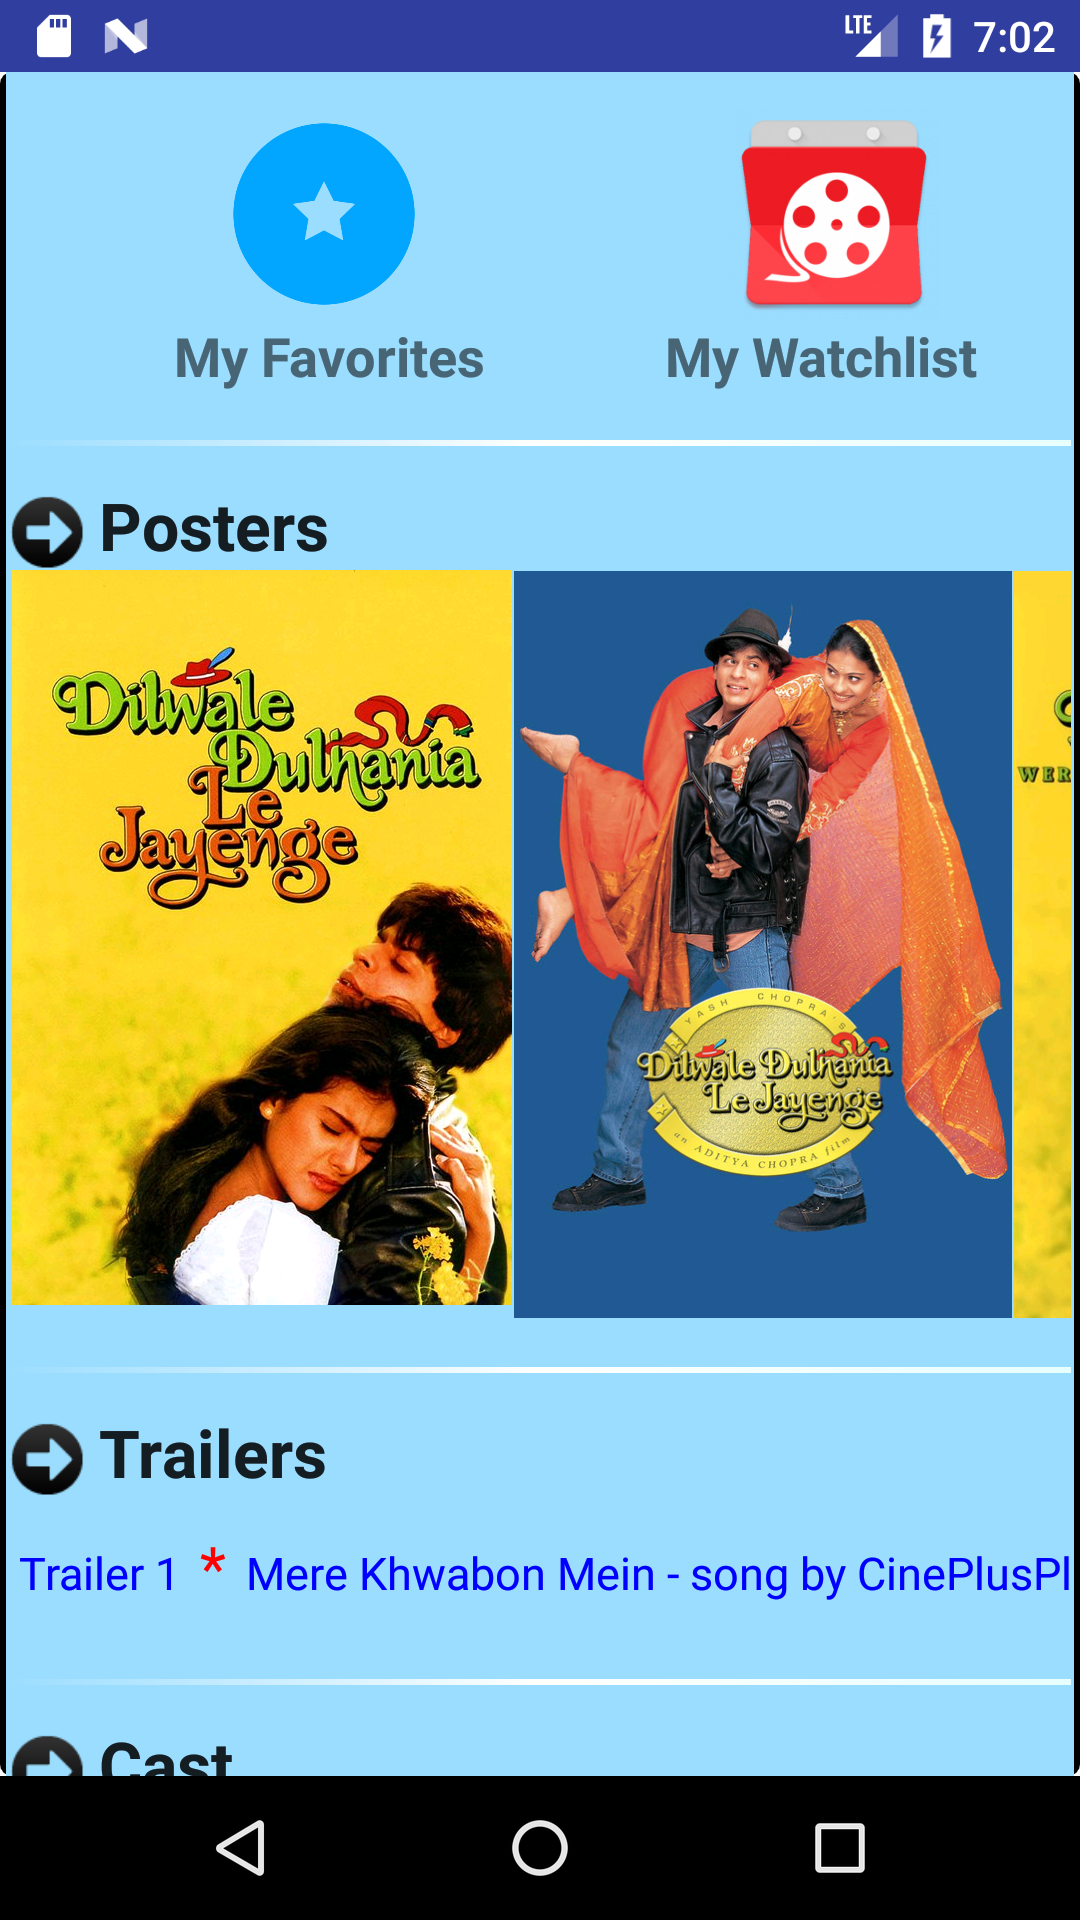 LTE 7:02
My Favorites My Watchlist
Posters
Dilwale
Dulhania
Le
Jayenge
YASH CHOPRA'S
Dilwale Dulhania
Le Jayenge
an ADITYA CHOPRA film
WER
Trailers
Trailer 1 * Mere Khwabon Mein - song by CinePlusPl
Cast